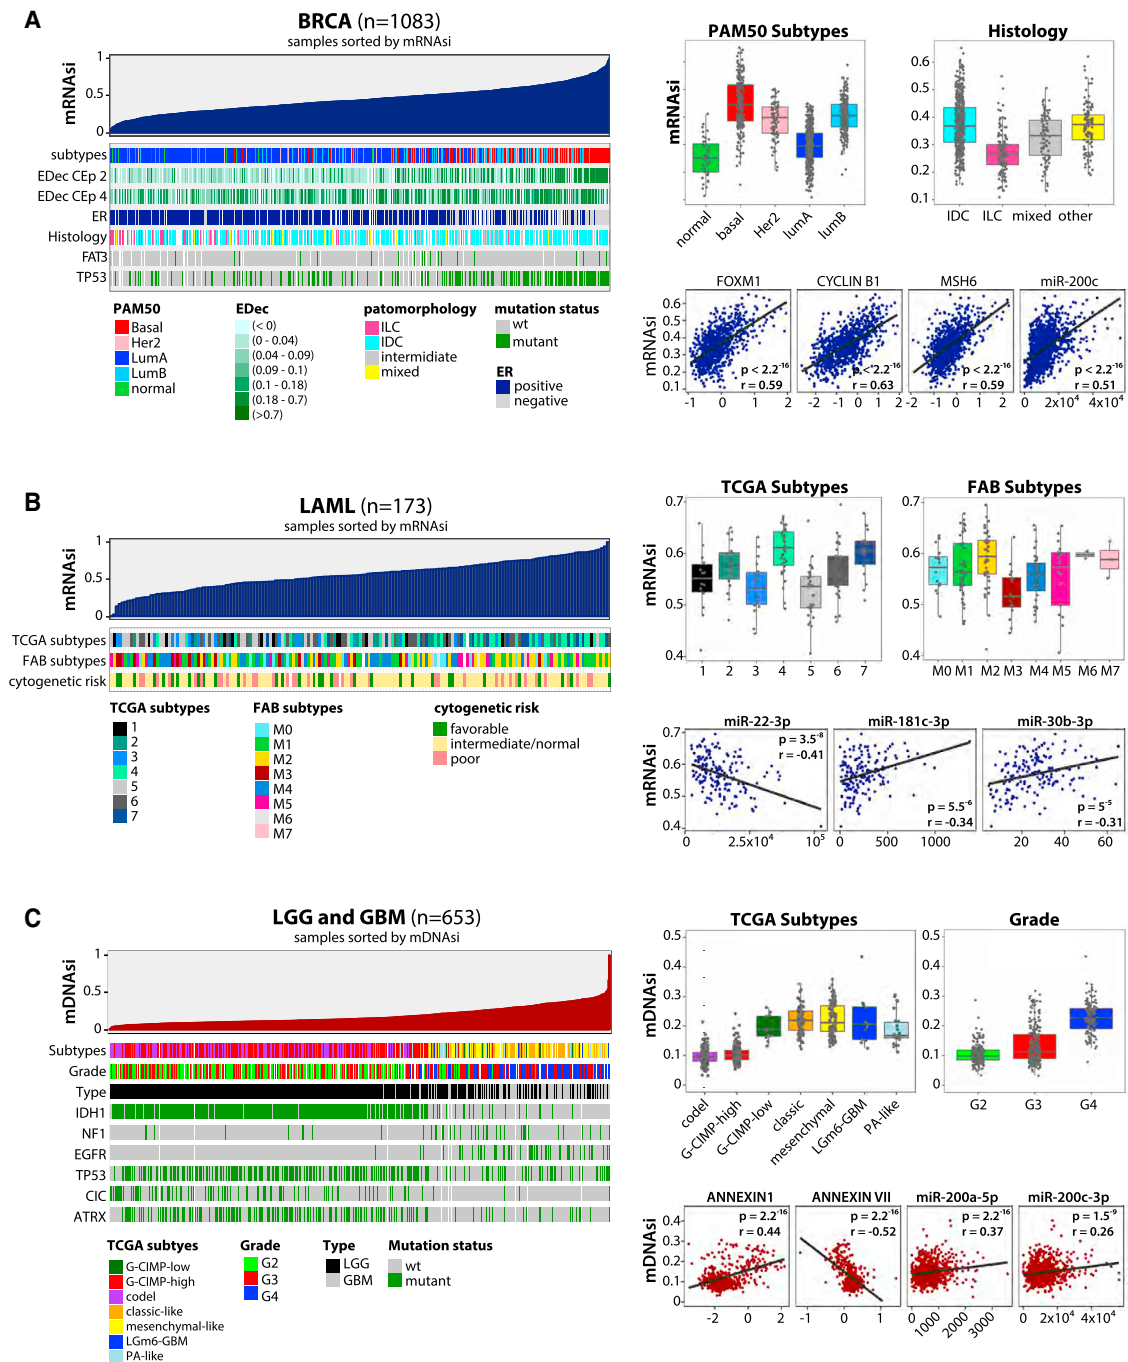 A
BRCA (n=1083)
samples sorted by mRNAsi
mRNAsi
1
0.5
0
subtypes
EDec CEp 2
EDec CEp 4
ER
Histology
FAT3
TP53
PAM50
Basal
Her2
LumA
LumB
normal
EDec
(< 0)
(0 - 0.04)
(0.04 - 0.09)
(0.09 - 0.1)
(0.1 - 0.18)
(0.18 - 0.7)
(>0.7)
patomorphology
ILC
IDC
intermidiate
mixed
mutation status
wt
mutant
ER
positive
negative
PAM50 Subtypes
mRNAsi
normal
basal
Her2
lumA
lumB
Histology
0.6
0.5
0.4
0.3
0.2
0.1
IDC ILC mixed other
FOXM1
CYCLIN B1
MSH6
miR-200c
mRNAsi
0.6
0.5
0.4
0.3
0.2
0.1
p < 2.2-16
r = 0.59
p < 2.2-16
r = 0.63
p < 2.2-16
r = 0.59
p < 2.2-16
r = 0.51
-1 0 1 2
-2 -1 0 1 2
-1 0 1 2
0 2x10⁴ 4x10⁴
B
LAML (n=173)
samples sorted by mRNAsi
mRNAsi
1
0.5
0
TCGA subtypes
FAB subtypes
cytogenetic risk
TCGA subtypes
1
2
3
4
5
6
7
FAB subtypes
M0
M1
M2
M3
M4
M5
M6
M7
cytogenetic risk
favorable
intermediate/normal
poor
TCGA Subtypes
mRNAsi
0.7
0.6
0.5
0.4
1 2 3 4 5 6 7
FAB Subtypes
0.7
0.6
0.5
0.4
M0 M1 M2 M3 M4 M5 M6 M7
miR-22-3p
miR-181c-3p
miR-30b-3p
mRNAsi
0.7
0.6
0.5
0.4
p = 3.5-8
r = -0.41
p = 5.5-6
r = -0.34
p = 5-5
r = -0.31
0 2.5x10⁴ 10⁵
0 500 1000
20 40 60
C
LGG and GBM (n=653)
samples sorted by mDNAsi
mDNAsi
1
0.5
0
Subtypes
Grade
Type
IDH1
NF1
EGFR
TP53
CIC
ATRX
TCGA subtyes
G-CIMP-low
G-CIMP-high
codel
classic-like
mesenchymal-like
LGm6-GBM
PA-like
Grade
G2
G3
G4
Type
LGG
GBM
Mutation status
wt
mutant
TCGA Subtypes
mDNAsi
0.5
0.4
0.3
0.2
0.1
0
codel
G-CIMP-high
G-CIMP-low
classic
mesenchymal
LGm6-GBM
PA-like
Grade
0.5
0.4
0.3
0.2
0.1
0
G2 G3 G4
ANNEXIN1
ANNEXIN VII
miR-200a-5p
miR-200c-3p
mDNAsi
0.4
0.3
0.2
0.1
0
p = 2.2-16
r = 0.44
p = 2.2-16
r = -0.52
p = 2.2-16
r = 0.37
p = 1.5-9
r = 0.26
-2 0 2
-1 0 1
0 1000 2000 3000
0 2x10⁴ 5x10⁴